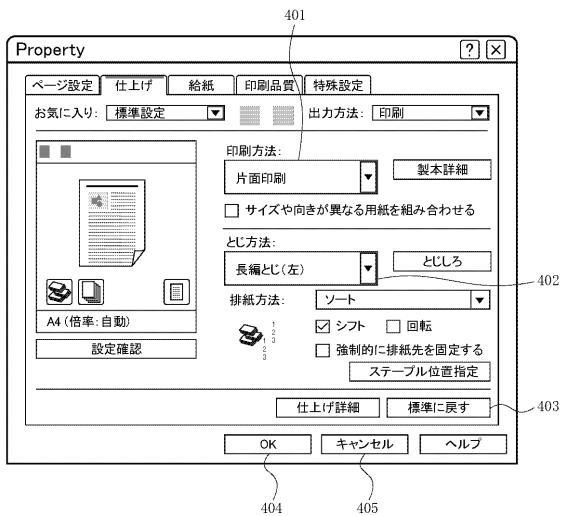 401
Property ? ×
ページ設定 仕上げ 給紙 印刷品質 特殊設定
お気に入り: 標準設定 出力方法: 印刷
印刷方法:
片面印刷 製本詳細
サイズや向きが異なる用紙を組み合わせる
とじ方法:
長編とじ(左) とじしろ
402
排紙方法: ソート
A4(倍率:自動)
シフト 回転
1
2
3
1
2
3
設定確認
強制的に排紙先を固定する
ステープル位置指定
仕上げ詳細 標準に戻す
403
OK キャンセル ヘルプ
404 405